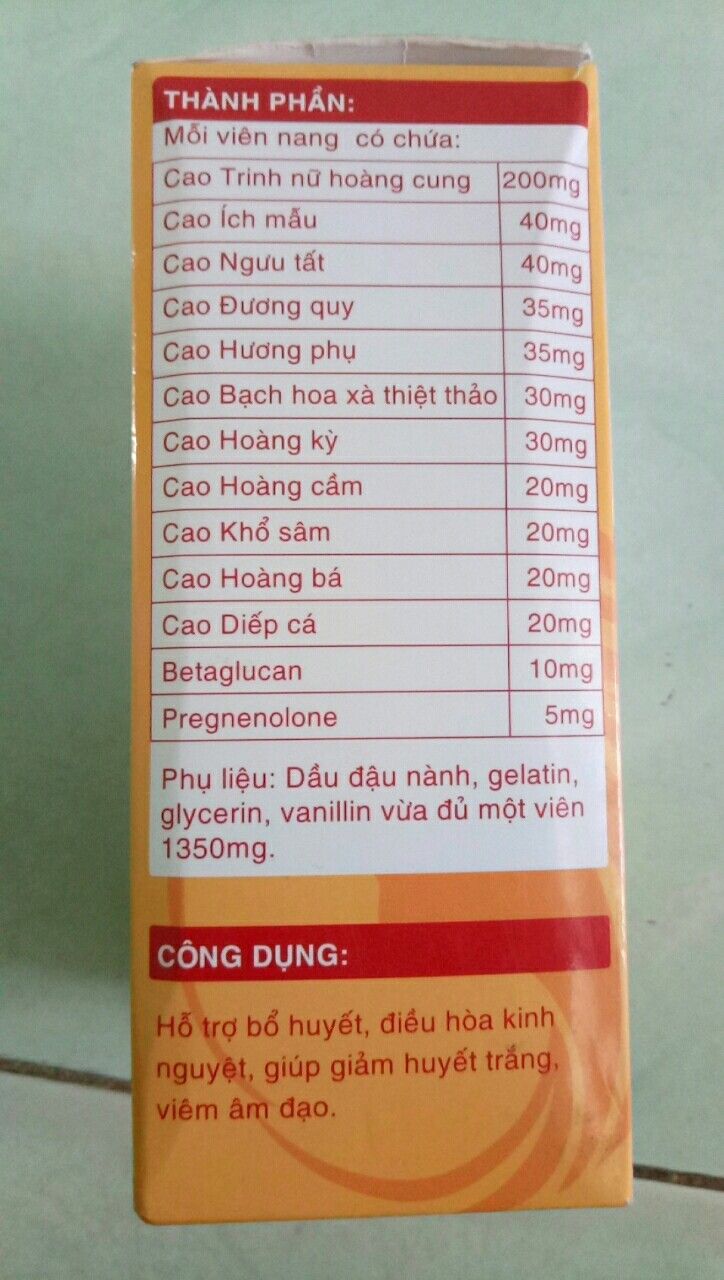 THÀNH PHẦN:
Mỗi viên nang có chứa:
Cao Trinh nữ hoàng cung 200mg
Cao Ích mẫu 40mg
Cao Ngưu tất 40mg
Cao Đương quy 35mg
Cao Hương phụ 35mg
Cao Bạch hoa xà thiệt thảo 30mg
Cao Hoàng kỳ 30mg
Cao Hoàng cầm 20mg
Cao Khổ sâm 20mg
Cao Hoàng bá 20mg
Cao Diếp cá 20mg
Betaglucan 10mg
Pregnenolone 5mg
Phụ liệu: Dầu đậu nành, gelatin,
glycerin, vanillin vừa đủ một viên
1350mg.
CÔNG DỤNG:
Hỗ trợ bổ huyết, điều hòa kinh
nguyệt, giúp giảm huyết trắng,
viêm âm đạo.